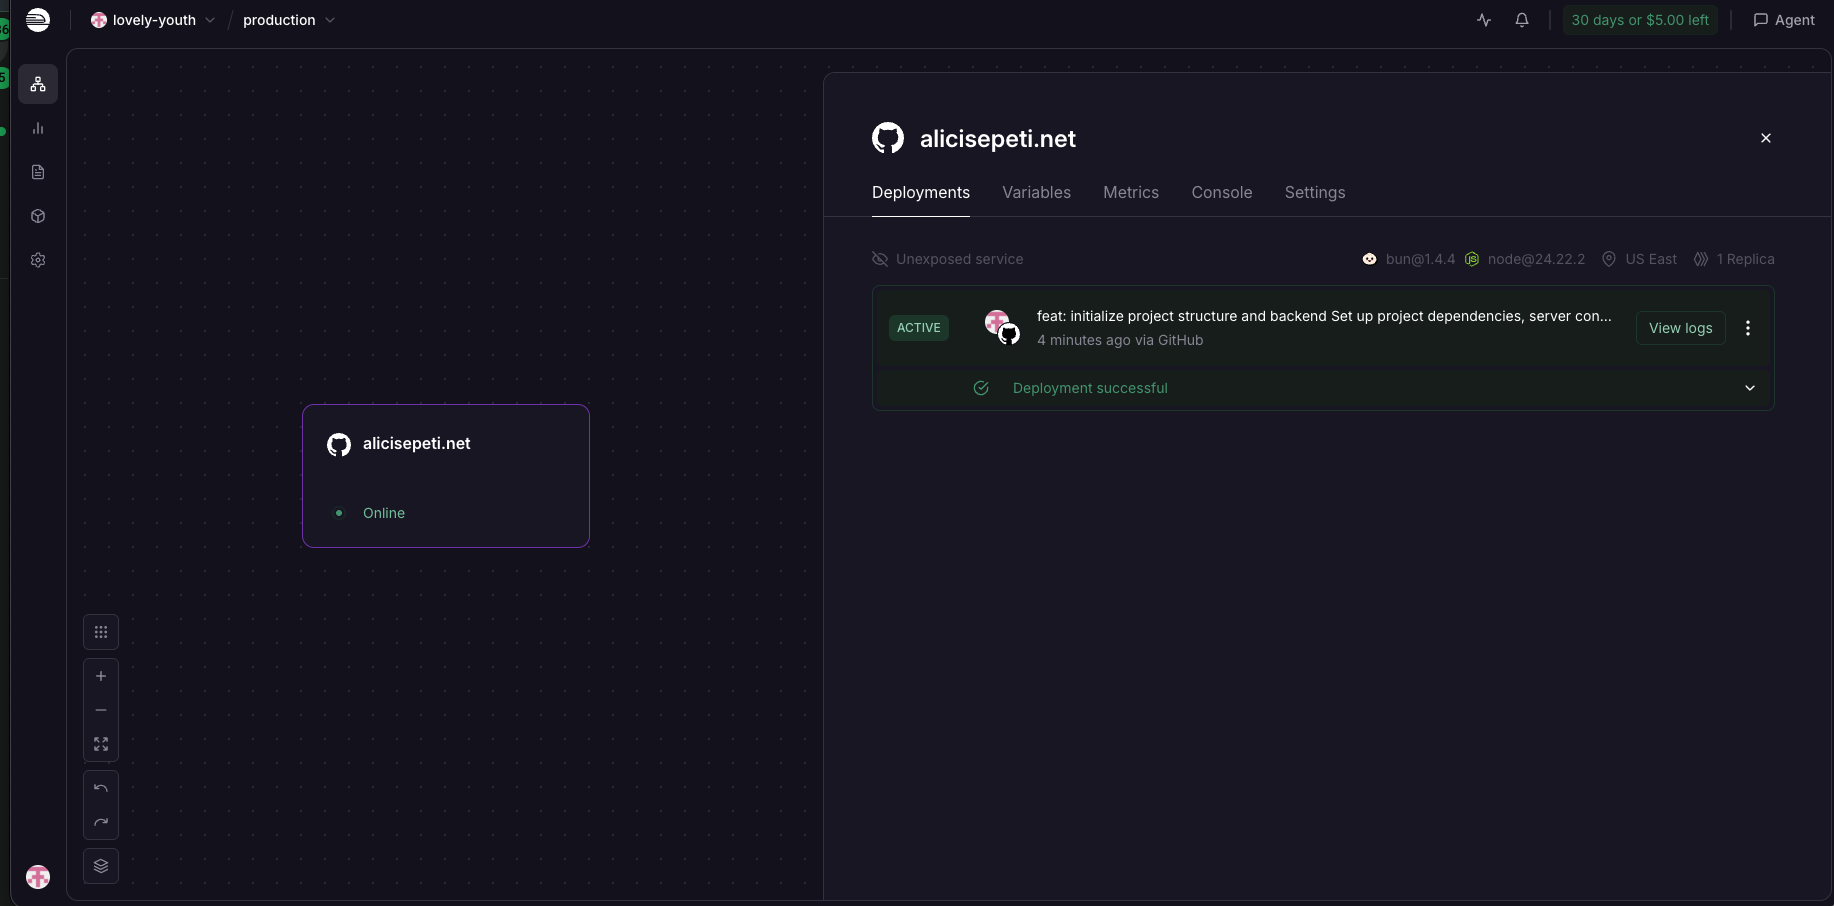 lovely-youth / production
30 days or $5.00 left
Agent
alicisepeti.net
Deployments Variables Metrics Console Settings
Unexposed service
bun@1.4.4 node@24.22.2 US East 1 Replica
ACTIVE
feat: initialize project structure and backend Set up project dependencies, server con...
4 minutes ago via GitHub
View logs
Deployment successful
alicisepeti.net
Online